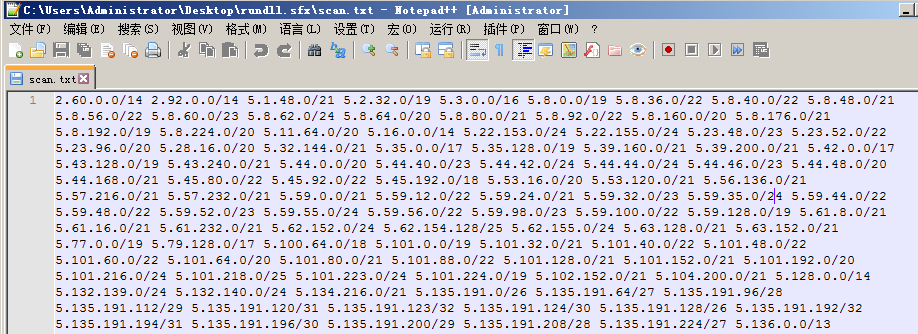 C:\Users\Administrator\Desktop\rundll.sfx\scan.txt - Notepad++ [Administrator]
文件(F) 编辑(E) 搜索(S) 视图(V) 格式(M) 语言(L) 设置(T) 宏(O) 运行(R) 插件(P) 窗口(W) ?
scan.txt
1 2.60.0.0/14 2.92.0.0/14 5.1.48.0/21 5.2.32.0/19 5.3.0.0/16 5.8.0.0/19 5.8.36.0/22 5.8.40.0/22 5.8.48.0/21
5.8.56.0/22 5.8.60.0/23 5.8.62.0/24 5.8.64.0/20 5.8.80.0/21 5.8.92.0/22 5.8.160.0/20 5.8.176.0/21
5.8.192.0/19 5.8.224.0/20 5.11.64.0/20 5.16.0.0/14 5.22.153.0/24 5.22.155.0/24 5.23.48.0/23 5.23.52.0/22
5.23.96.0/20 5.28.16.0/20 5.32.144.0/21 5.35.0.0/17 5.35.128.0/19 5.39.160.0/21 5.39.200.0/21 5.42.0.0/17
5.43.128.0/19 5.43.240.0/21 5.44.0.0/20 5.44.40.0/23 5.44.42.0/24 5.44.44.0/24 5.44.46.0/23 5.44.48.0/20
5.44.168.0/21 5.45.80.0/22 5.45.92.0/22 5.45.192.0/18 5.53.16.0/20 5.53.120.0/21 5.56.136.0/21
5.57.216.0/21 5.57.232.0/21 5.59.0.0/21 5.59.12.0/22 5.59.24.0/21 5.59.32.0/23 5.59.35.0/24 5.59.44.0/22
5.59.48.0/22 5.59.52.0/23 5.59.55.0/24 5.59.56.0/22 5.59.98.0/23 5.59.100.0/22 5.59.128.0/19 5.61.8.0/21
5.61.16.0/21 5.61.232.0/21 5.62.152.0/24 5.62.154.128/25 5.62.155.0/24 5.63.128.0/21 5.63.152.0/21
5.77.0.0/19 5.79.128.0/17 5.100.64.0/18 5.101.0.0/19 5.101.32.0/21 5.101.40.0/22 5.101.48.0/22
5.101.60.0/22 5.101.64.0/20 5.101.80.0/21 5.101.88.0/22 5.101.128.0/21 5.101.152.0/21 5.101.192.0/20
5.101.216.0/24 5.101.218.0/25 5.101.223.0/24 5.101.224.0/19 5.102.152.0/21 5.104.200.0/21 5.128.0.0/14
5.132.139.0/24 5.132.140.0/24 5.134.216.0/21 5.135.191.0/26 5.135.191.64/27 5.135.191.96/28
5.135.191.112/29 5.135.191.120/31 5.135.191.123/32 5.135.191.124/30 5.135.191.128/26 5.135.191.192/32
5.135.191.194/31 5.135.191.196/30 5.135.191.200/29 5.135.191.208/28 5.135.191.224/27 5.136.0.0/13